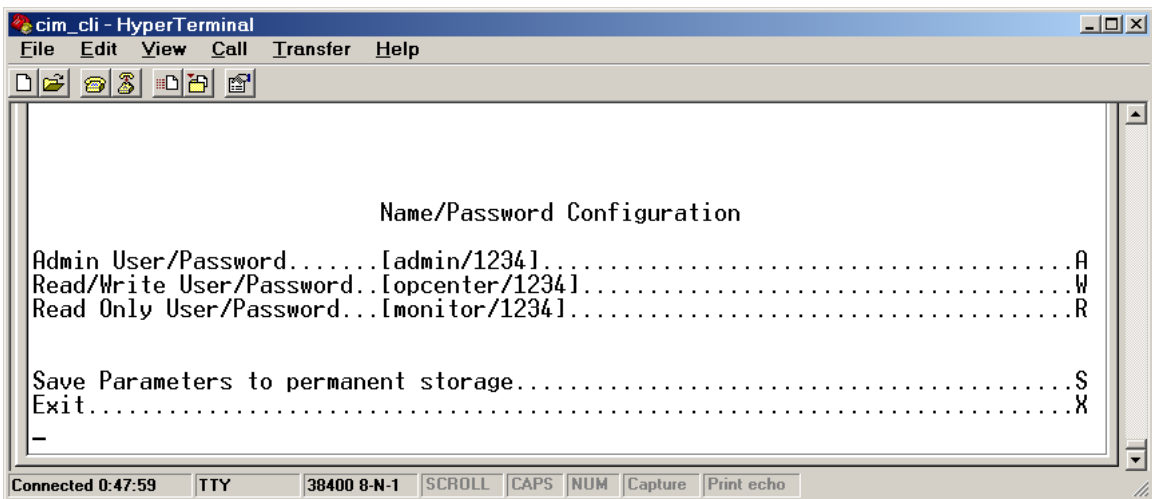 cim_cli - HyperTerminal
File Edit View Call Transfer Help
Name/Password Configuration
Admin User/Password.......[admin/1234]........................................A
Read/Write User/Password..[opcenter/1234].....................................W
Read Only User/Password...[monitor/1234]......................................R
Save Parameters to permanent storage..........................................S
Exit..........................................................................X
_
Connected 0:47:59 TTY 38400 8-N-1 SCROLL CAPS NUM Capture Print echo